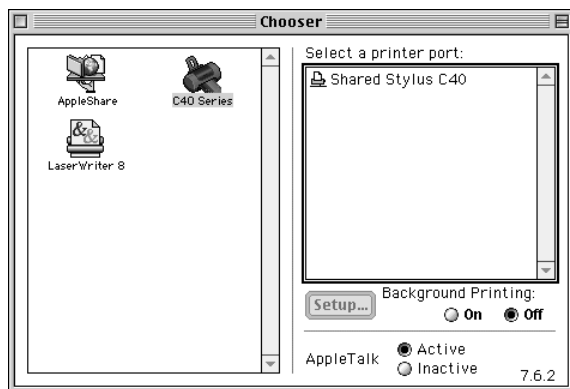 Chooser
AppleShare
C40 Series
LaserWriter 8
Select a printer port:
Shared Stylus C40
Setup...
Background Printing:
On Off
AppleTalk
Active
Inactive
7.6.2